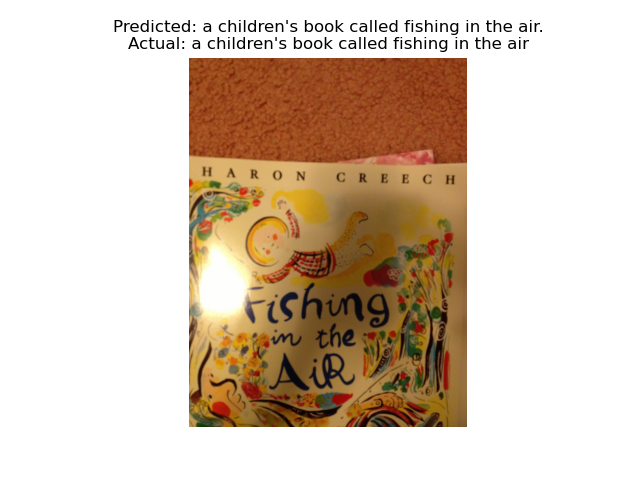 Predicted: a children's book called fishing in the air.
Actual: a children's book called fishing in the air
HARON CREECH
Fishing
in the
AiR